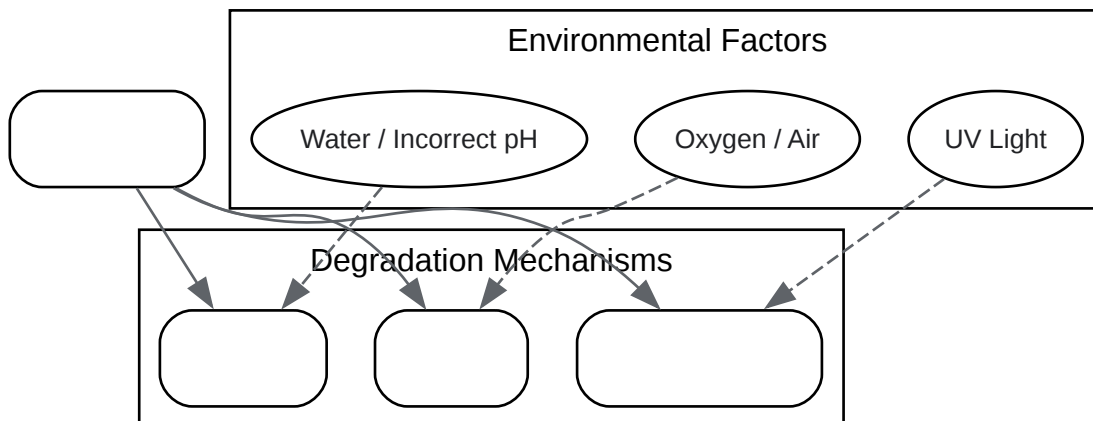 Environmental Factors
Water / Incorrect pH
Oxygen / Air
UV Light
Degradation Mechanisms